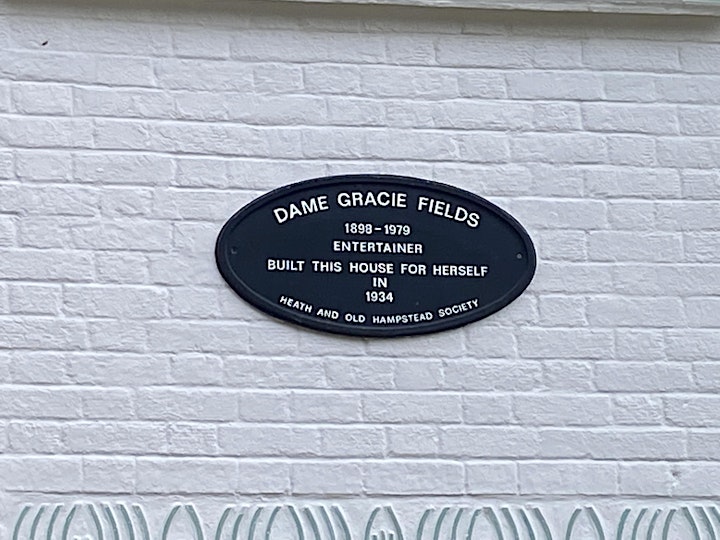 DAME GRACIE FIELDS
1898-1979
ENTERTAINER
BUILT THIS HOUSE FOR HERSELF
IN
1934
HEATH AND OLD HAMPSTEAD SOCIETY